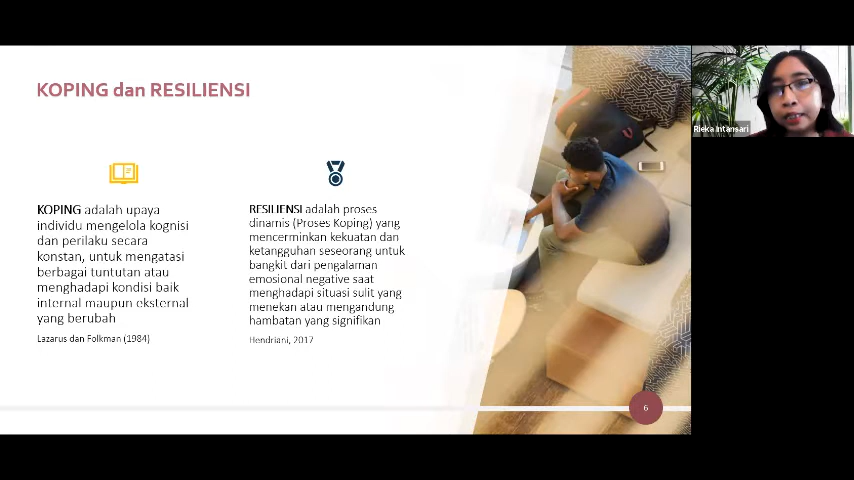 KOPING dan RESILIENSI
KOPING adalah upaya
individu mengelola kognisi
dan perilaku secara
konstan, untuk mengatasi
berbagai tuntutan atau
menghadapi kondisi baik
internal maupun eksternal
yang berubah
Lazarus dan Folkman (1984)
RESILIENSI adalah proses
dinamis (Proses Koping) yang
mencerminkan kekuatan dan
ketangguhan seseorang untuk
bangkit dari pengalaman
emosional negative saat
menghadapi situasi sulit yang
menekan atau mengandung
hambatan yang signifikan
Hendriani, 2017
6
Rieka Intansari